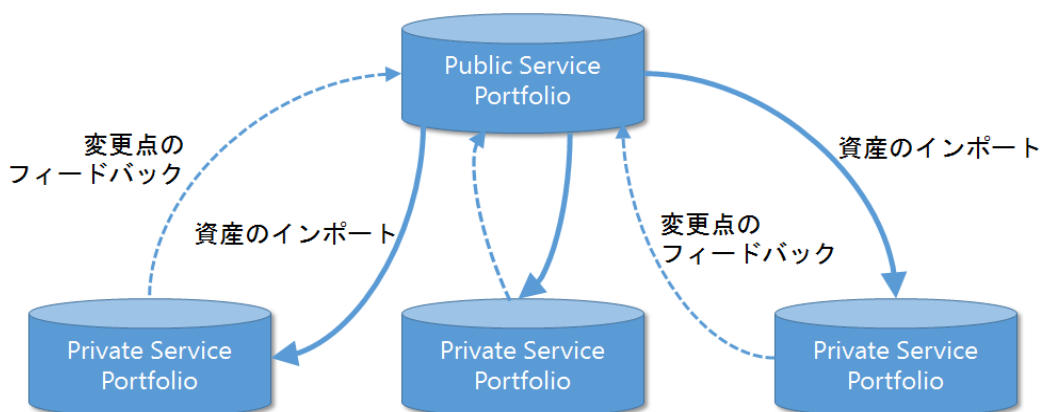 Public Service
Portfolio
変更点の
フィードバック
資産のインポート
資産のインポート
変更点の
フィードバック
Private Service
Portfolio
Private Service
Portfolio
Private Service
Portfolio